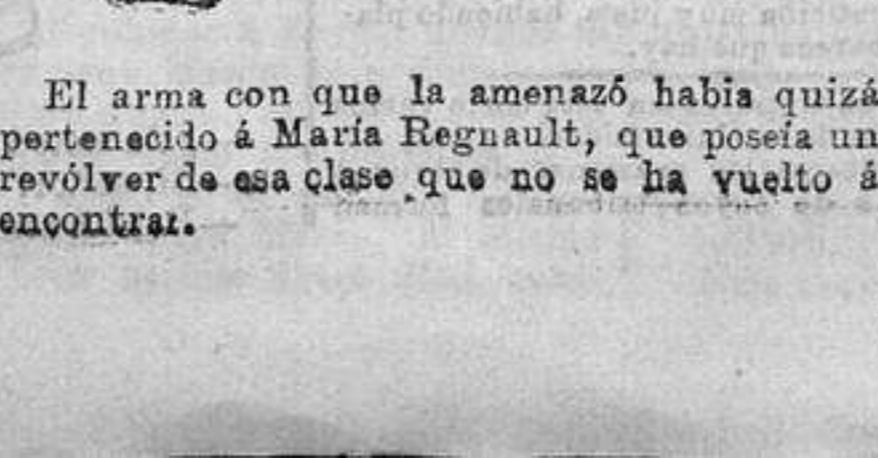 El arma con que la amenazó habia quizá
pertenecido á María Regnault, que poseía un
revólver de esa clase que no se ha vuelto á
encontrar.